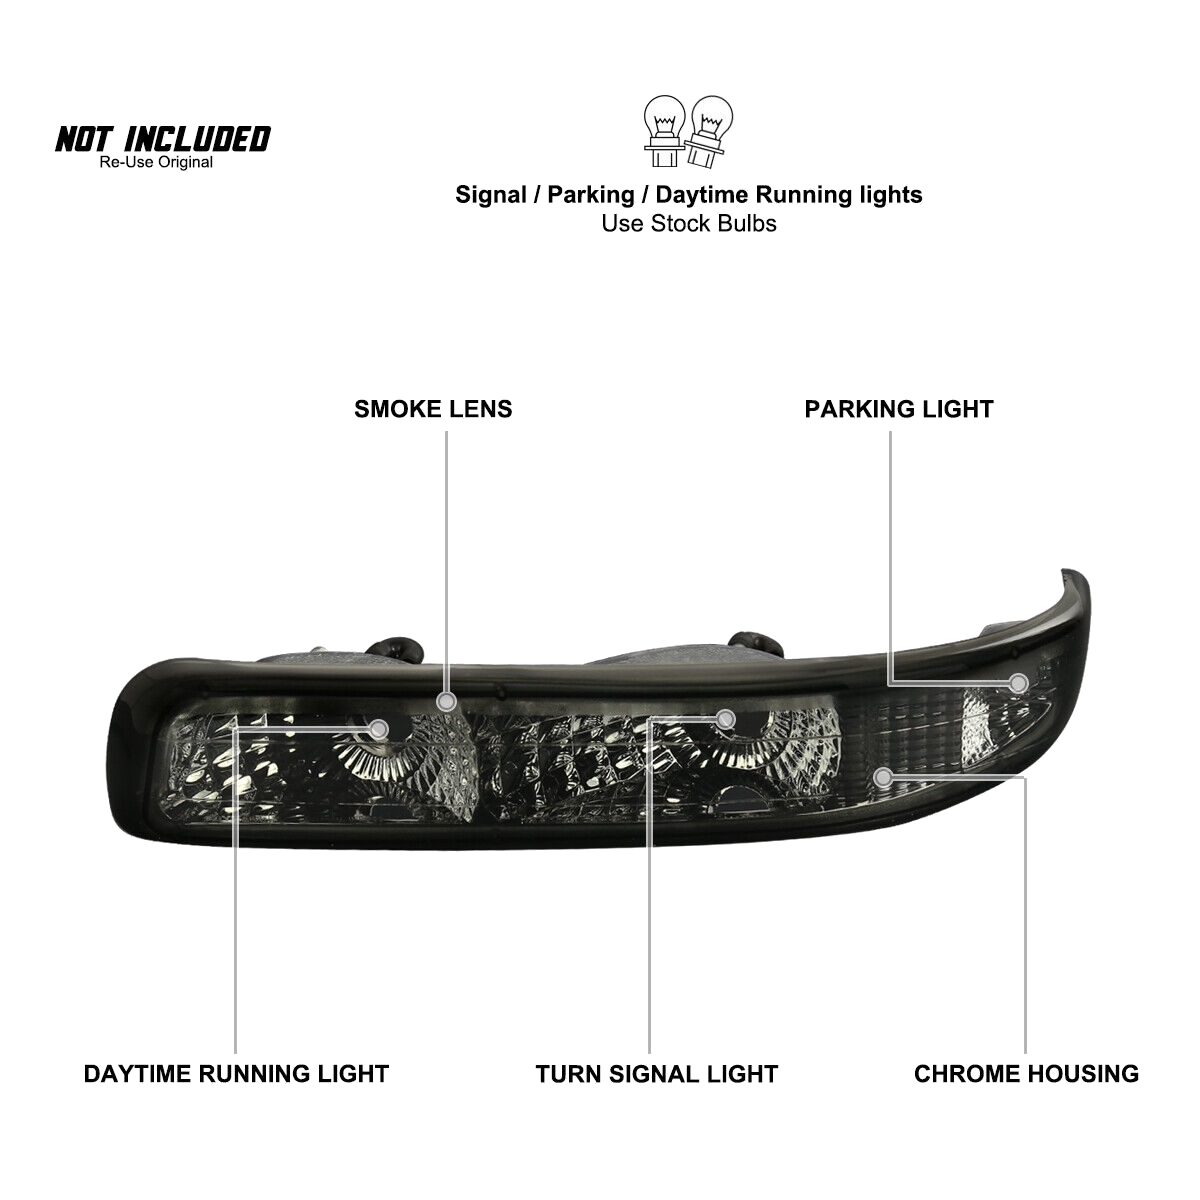 NOT INCLUDED
Re-Use Original
Signal / Parking / Daytime Running lights
Use Stock Bulbs
SMOKE LENS
PARKING LIGHT
DAYTIME RUNNING LIGHT
TURN SIGNAL LIGHT
CHROME HOUSING